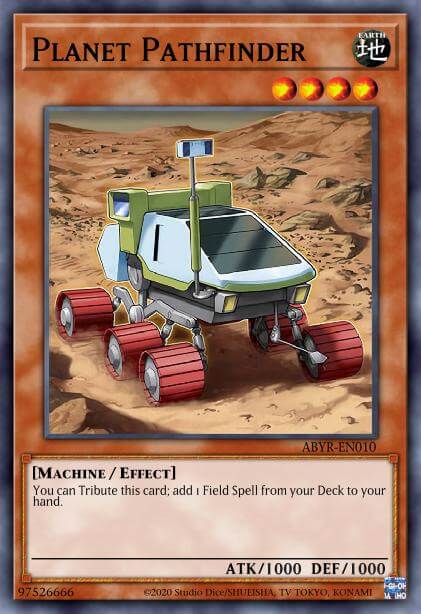 PLANET PATHFINDER
EARTH
地
ABYR-EN010
[MACHINE / EFFECT]
You can Tribute this card; add 1 Field Spell from your Deck to your
hand.
ATK/1000 DEF/1000
97526666
©2020 Studio Dice/SHUEISHA, TV TOKYO, KONAMI